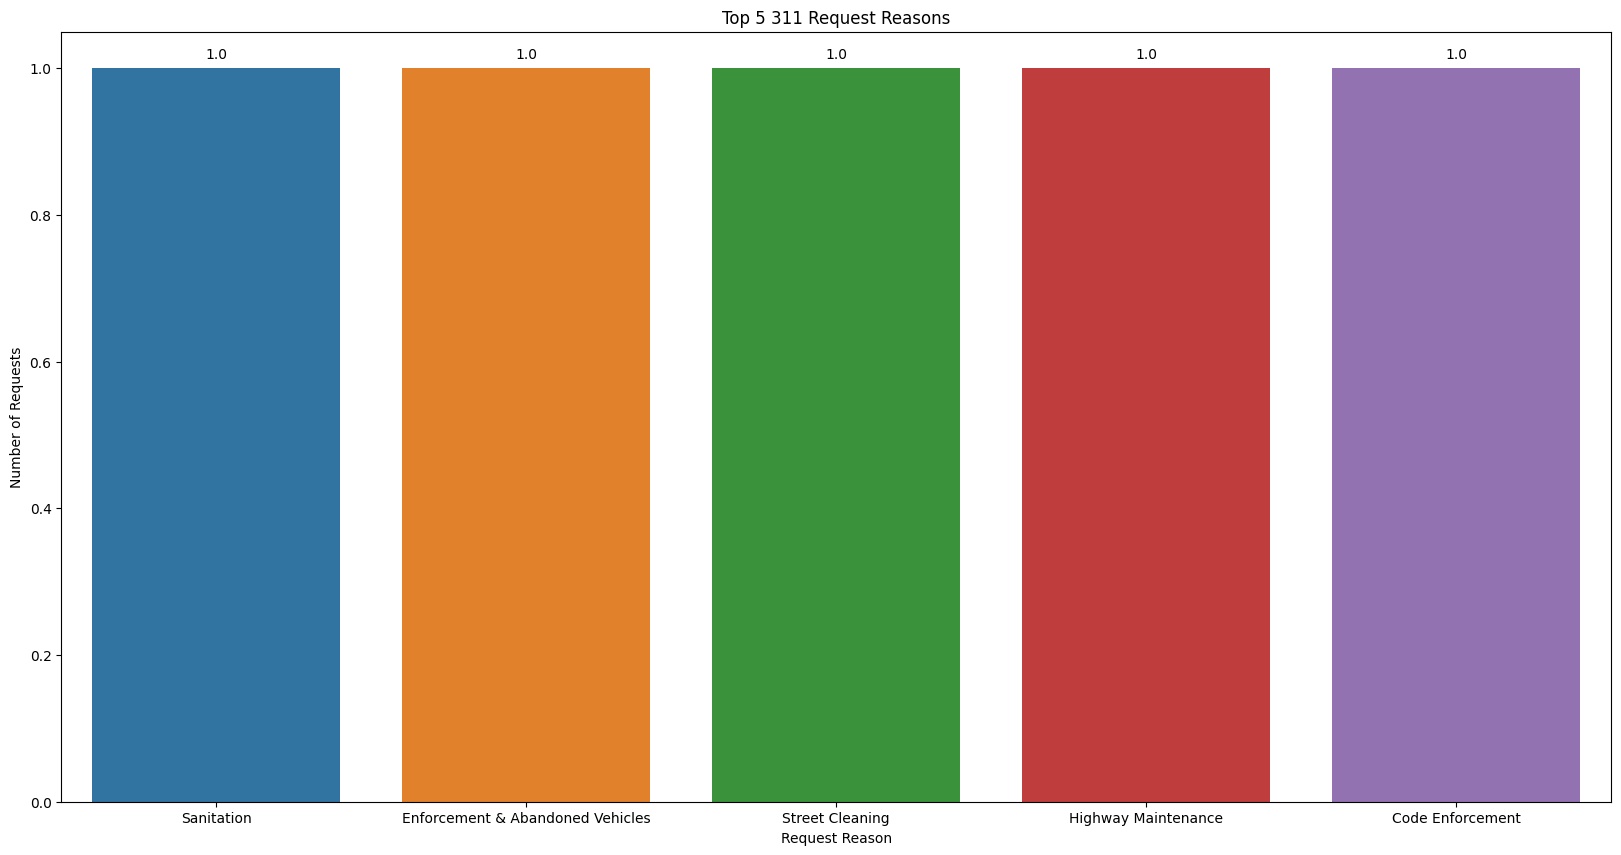 Top 5 311 Request Reasons
1.0 1.0 1.0 1.0 1.0
Number of Requests
1.0
0.8
0.6
0.4
0.2
0.0
Sanitation Enforcement & Abandoned Vehicles Street Cleaning Highway Maintenance Code Enforcement
Request Reason